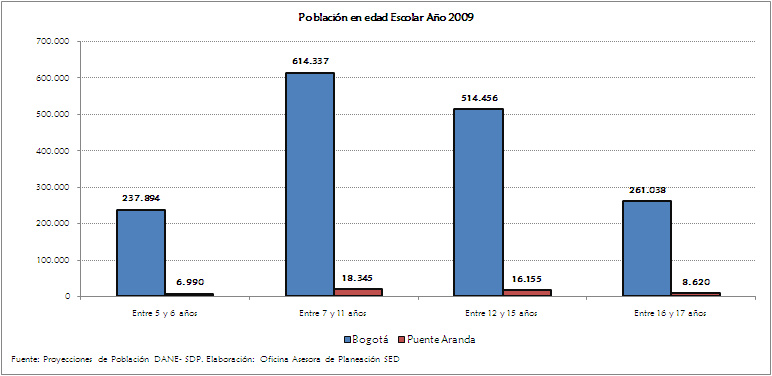 Población en edad Escolar Año 2009
700.000
600.000
500.000
400.000
300.000
200.000
100.000
0
237.894
6.990
614.337
18.345
514.456
16.155
261.038
8.620
Entre 5 y 6 años
Entre 7 y 11 años
Entre 12 y 15 años
Entre 16 y 17 años
Bogotá
Puente Aranda
Fuente: Proyecciones de Población DANE- SDP. Elaboración: Oficina Asesora de Planeación SED